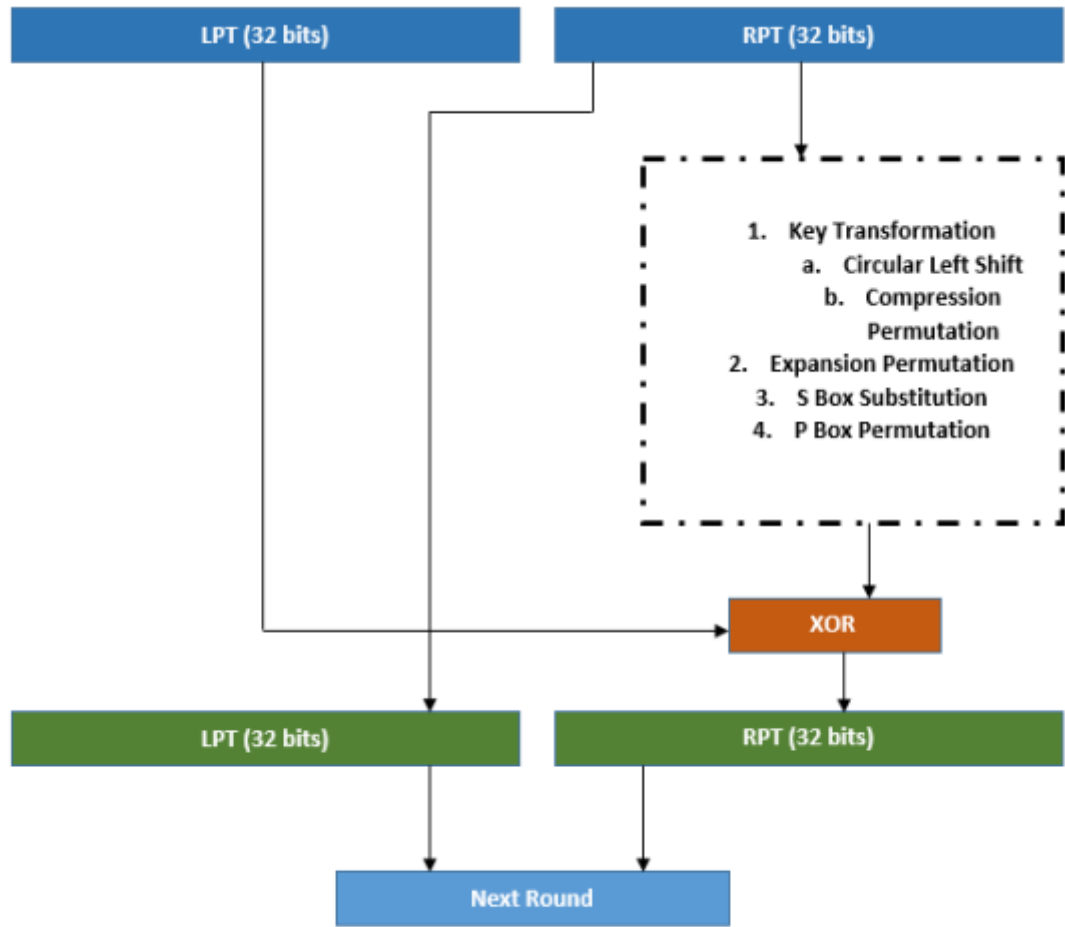 LPT (32 bits)
RPT (32 bits)
1. Key Transformation
a. Circular Left Shift
b. Compression
Permutation
2. Expansion Permutation
3. S Box Substitution
4. P Box Permutation
XOR
LPT (32 bits)
RPT (32 bits)
Next Round